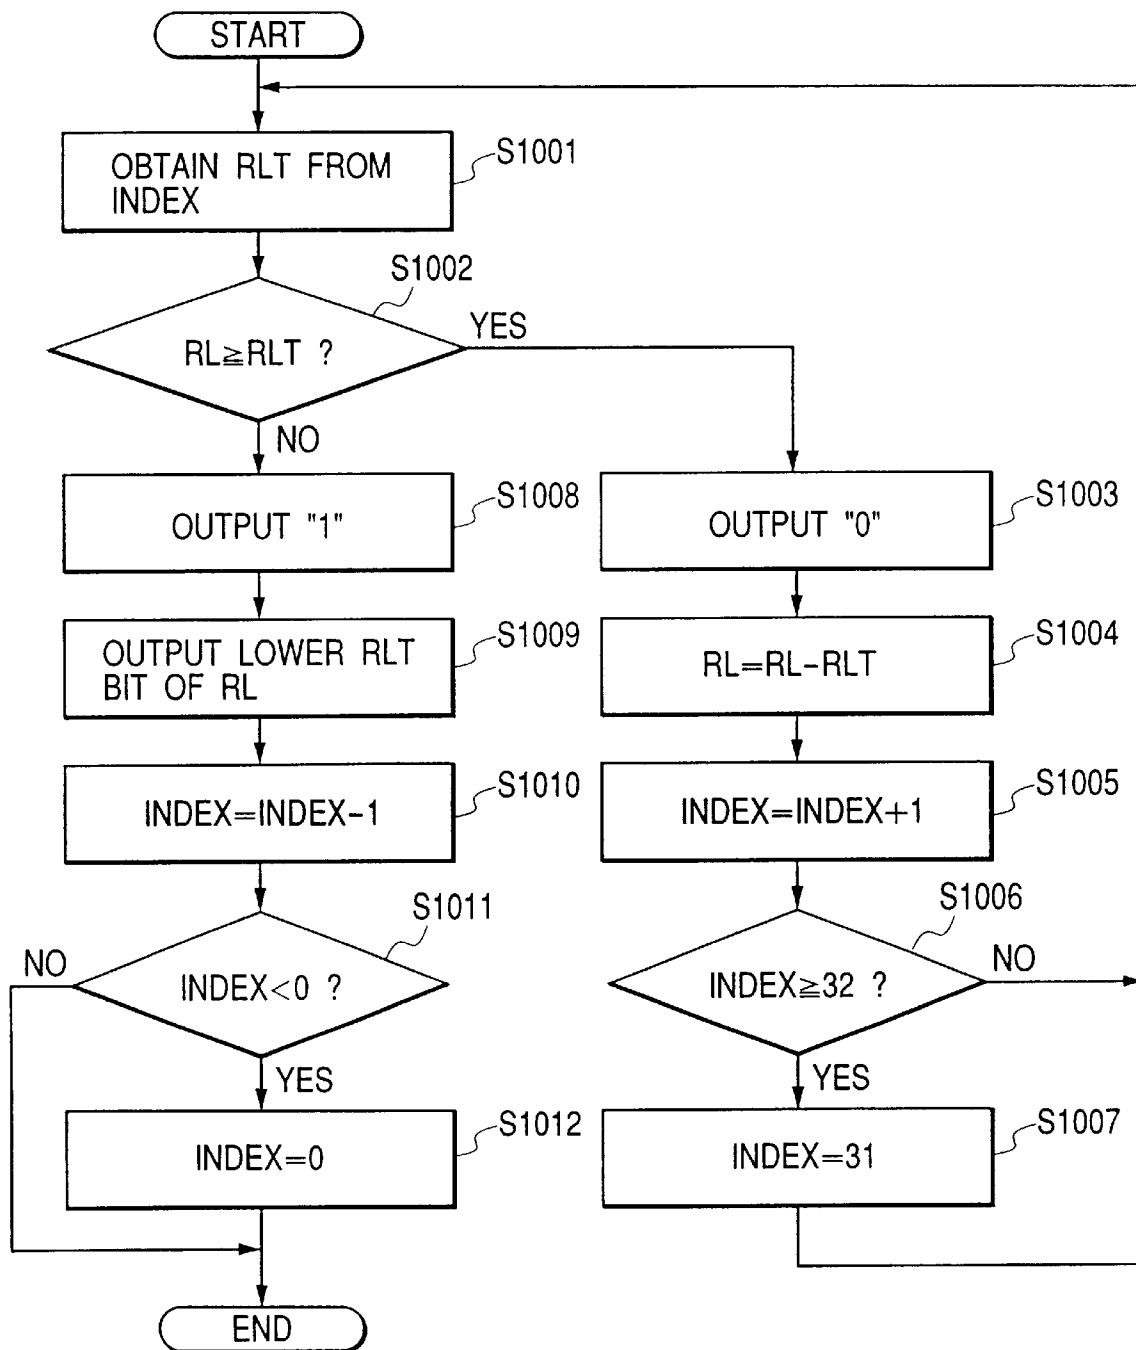 START
OBTAIN RLT FROM
INDEX
S1001
S1002
RL≧RLT ?
YES
NO
OUTPUT "1"
S1008
OUTPUT "0"
S1003
OUTPUT LOWER RLT
BIT OF RL
S1009
RL=RL-RLT
S1004
INDEX=INDEX-1
S1010
INDEX=INDEX+1
S1005
S1011
INDEX<0 ?
NO
YES
S1006
INDEX≧32 ?
NO
YES
INDEX=0
S1012
INDEX=31
S1007
END